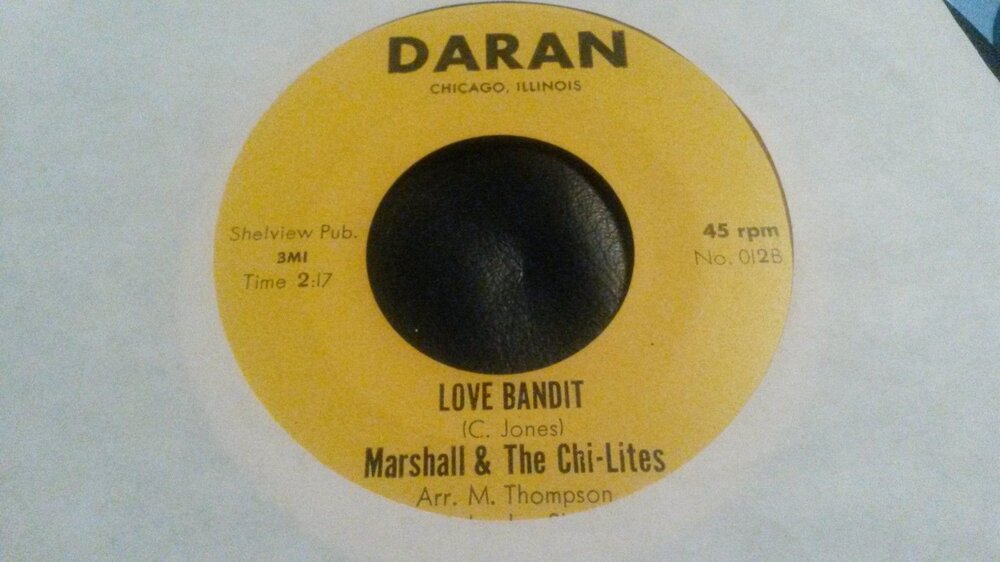 DARAN
CHICAGO, ILLINOIS
Shelview Pub.
3MI
Time 2:17
45 rpm
No. 012B
LOVE BANDIT
(C. Jones)
Marshall & The Chi-Lites
Arr. M. Thompson